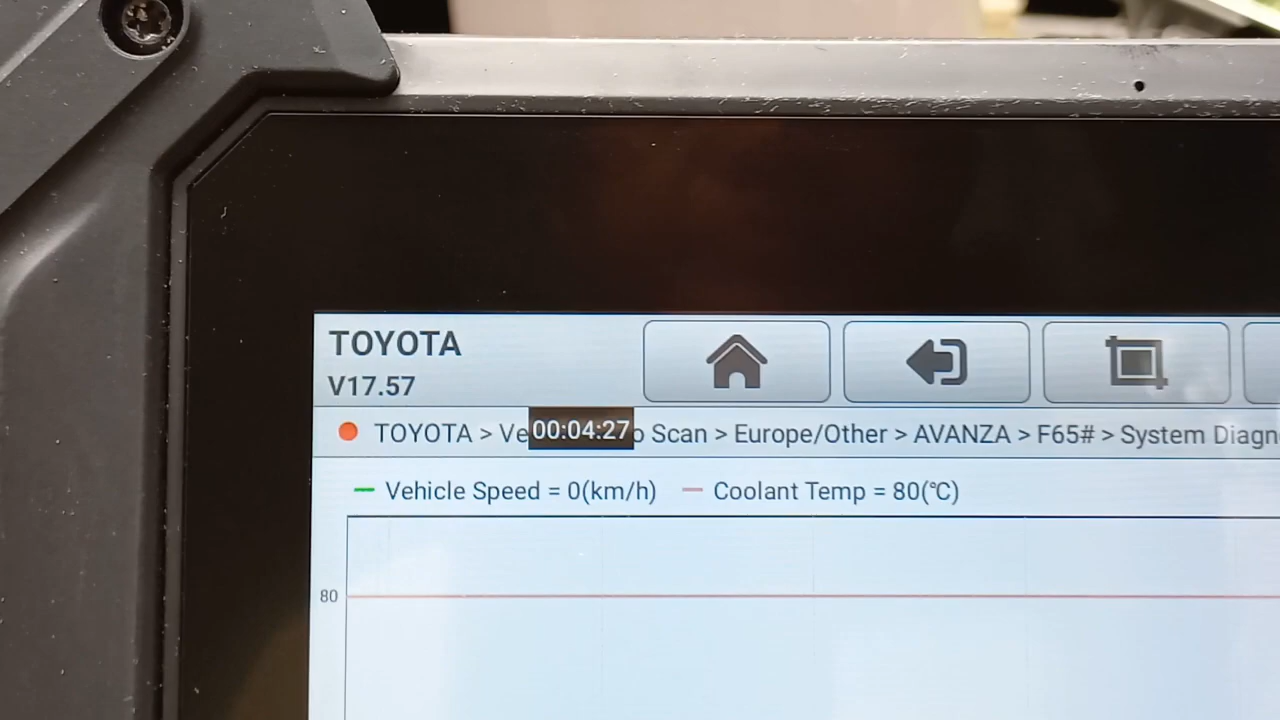 TOYOTA
V17.57
TOYOTA > Ve 00:04:27 o Scan > Europe/Other > AVANZA > F65# > System Diagn
Vehicle Speed = 0(km/h) Coolant Temp = 80(℃)
80